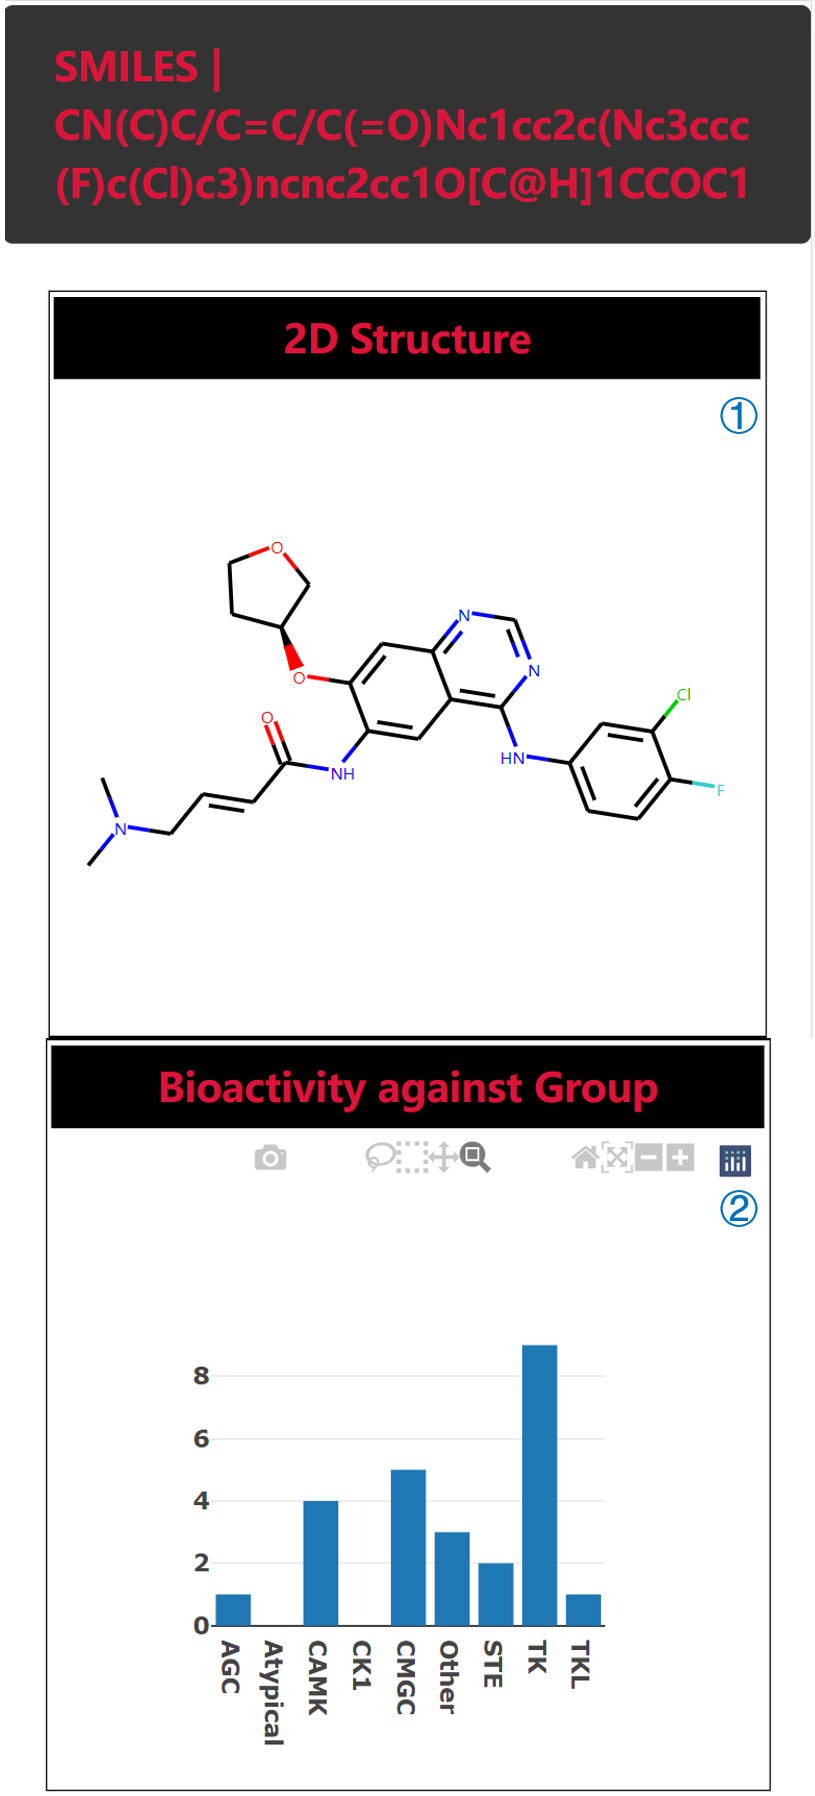 SMILES |
CN(C)C/C=C/C(=O)Nc1cc2c(Nc3ccc
(F)c(Cl)c3)ncnc2cc1O[C@H]1CCOC1
2D Structure
①
O
N
O
N
Cl
O
HN
NH
F
N
Bioactivity against Group
②
8
6
4
2
0
AGC
Atypical
CAMK
CK1
CMGC
Other
STE
TK
TKL